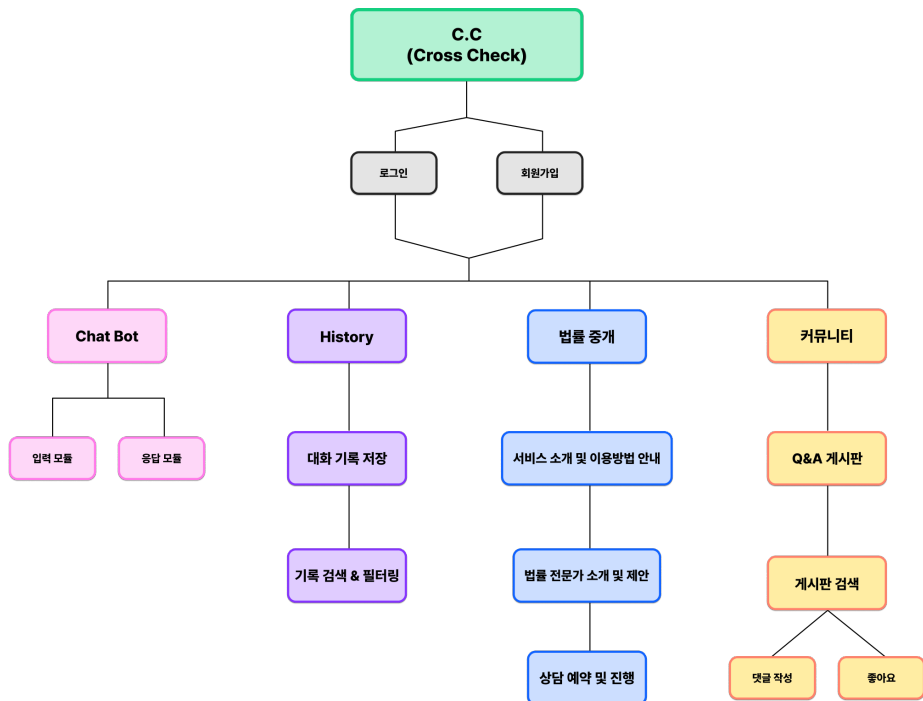 C.C
(Cross Check)
로그인
회원가입
Chat Bot
History
법률 중개
커뮤니티
입력 모듈
응답 모듈
대화 기록 저장
서비스 소개 및 이용방법 안내
Q&A 게시판
기록 검색 & 필터링
법률 전문가 소개 및 제안
게시판 검색
상담 예약 및 진행
댓글 작성
좋아요